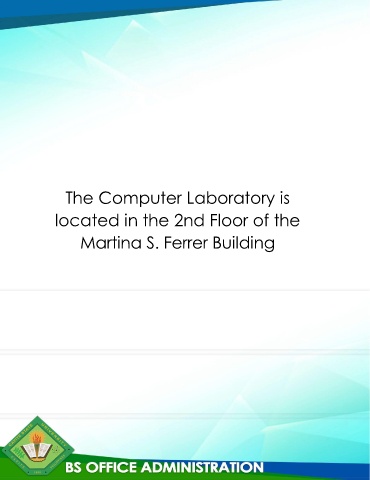 The Computer Laboratory is
located in the 2nd Floor of the
Martina S. Ferrer Building
BS OFFICE ADMINISTRATION